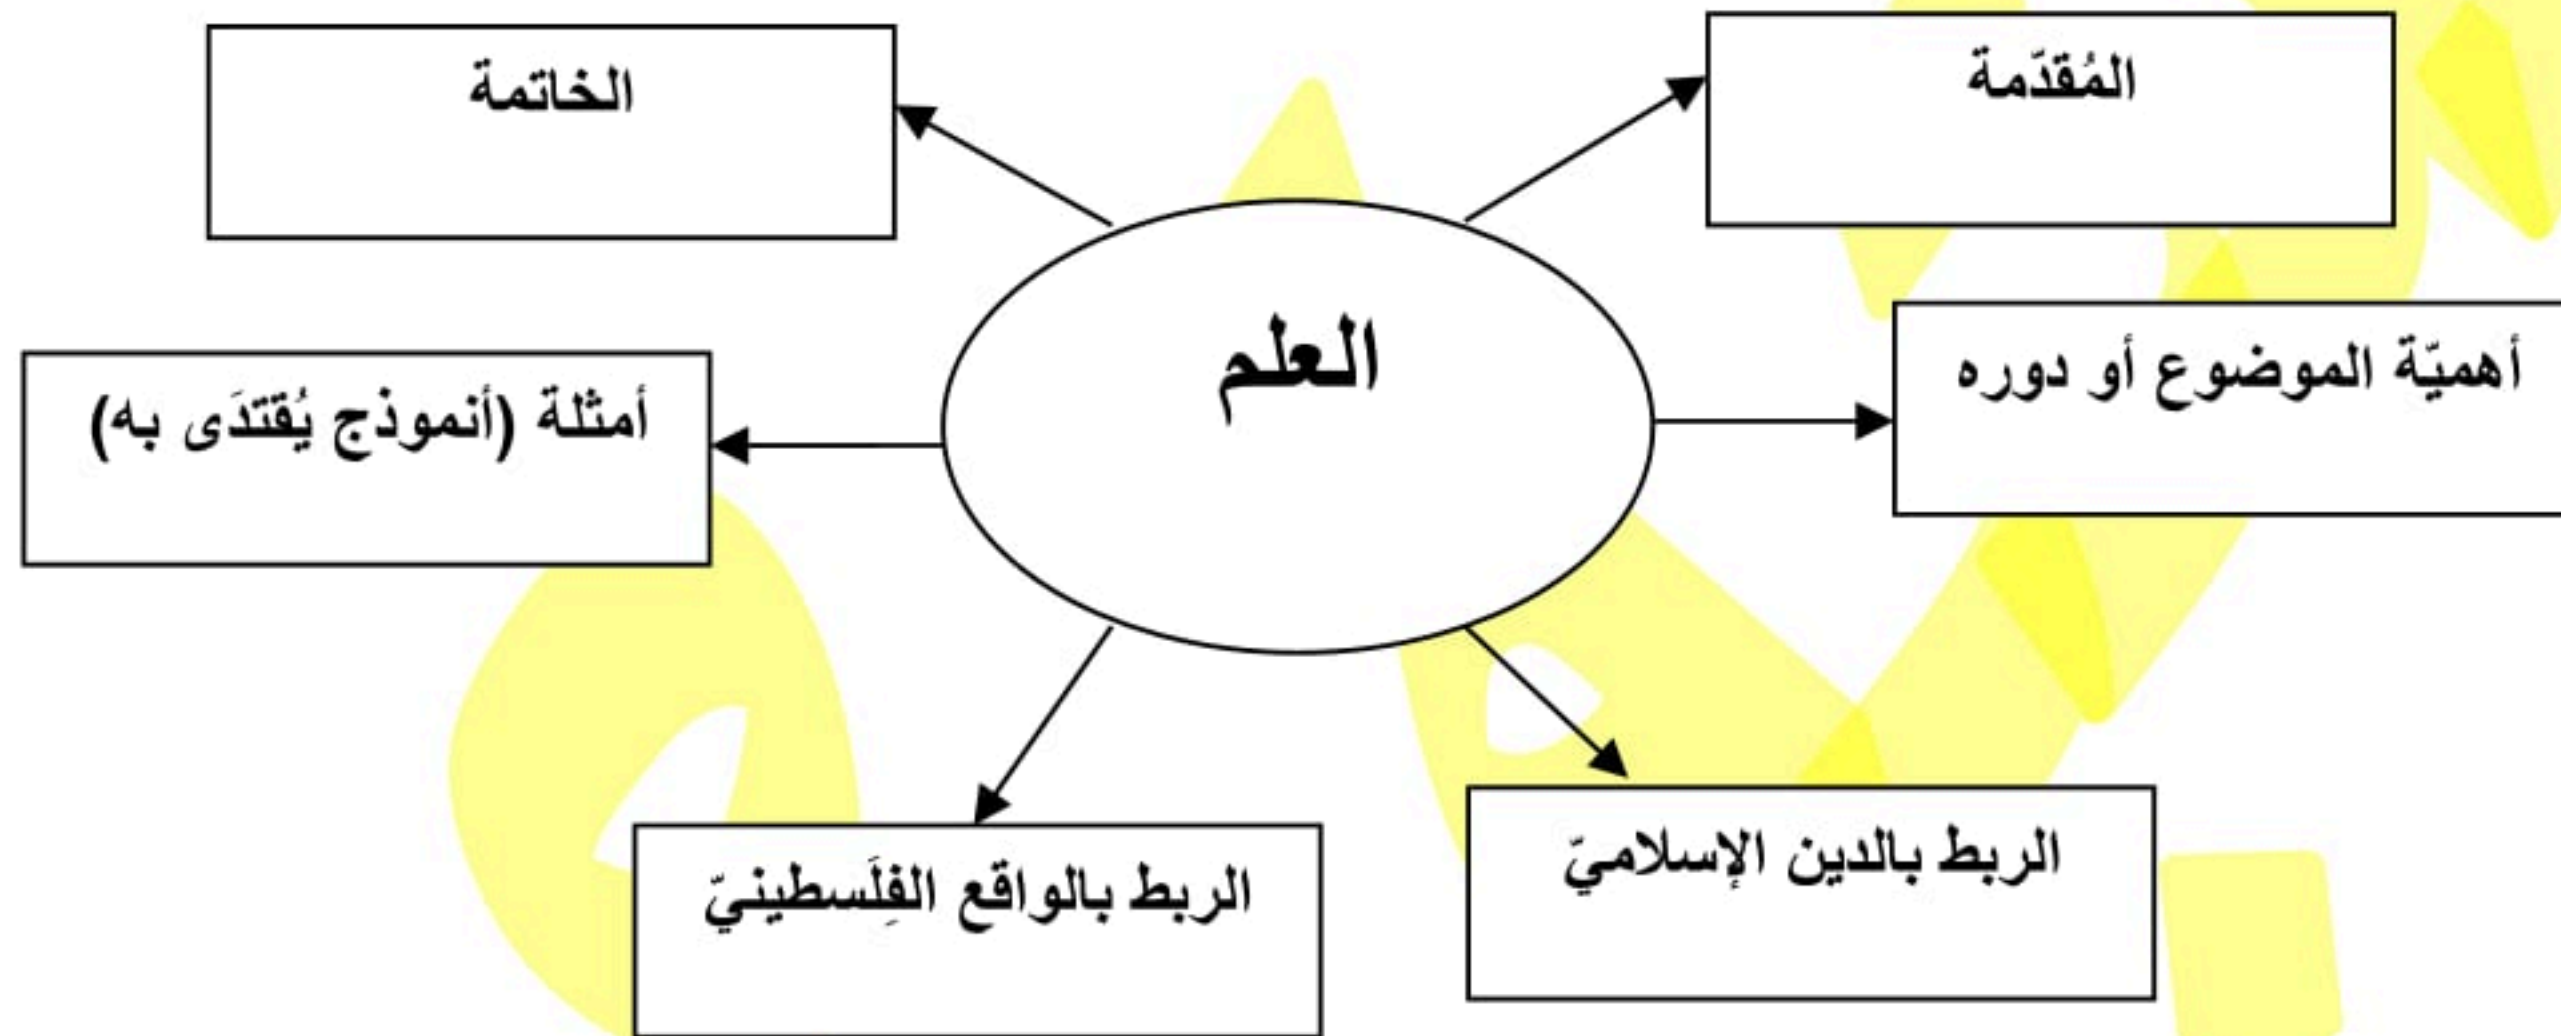 المُقدّمة
الخاتمة
العلم
أهميّة الموضوع أو دوره
أمثلة (أنموذج يُقتدَى به)
الربط بالدين الإسلاميّ
الربط بالواقع الفِلَسطينيّ